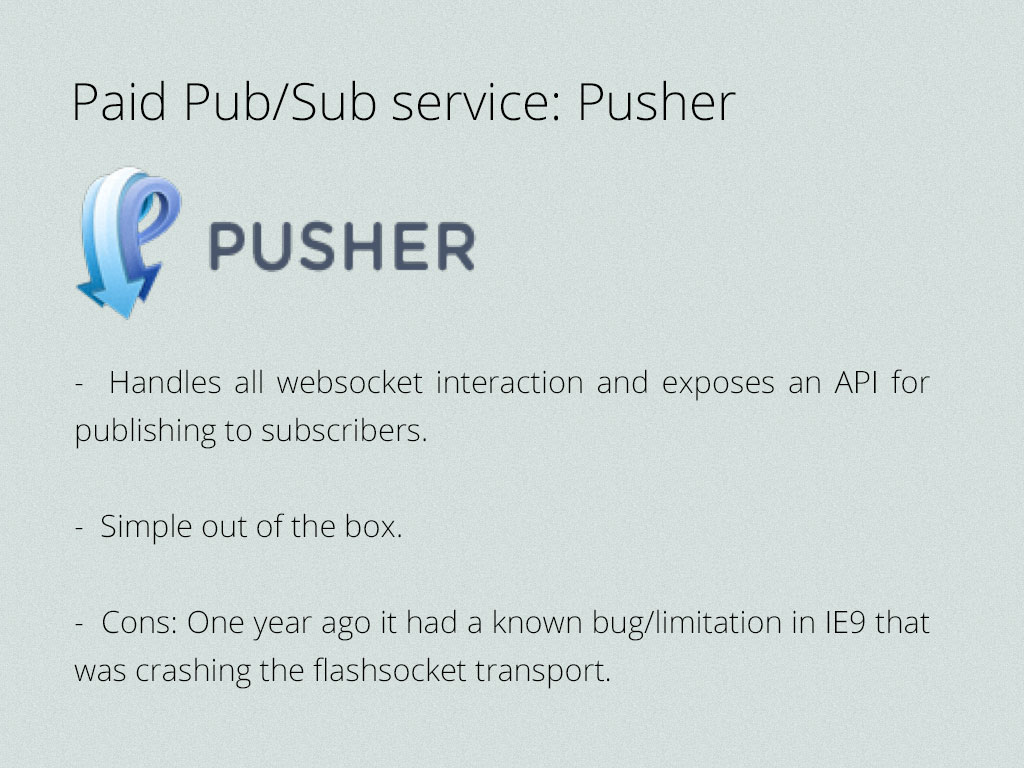 Paid Pub/Sub service: Pusher
PUSHER
- Handles all websocket interaction and exposes an API for
publishing to subscribers.
- Simple out of the box.
- Cons: One year ago it had a known bug/limitation in IE9 that
was crashing the flashsocket transport.